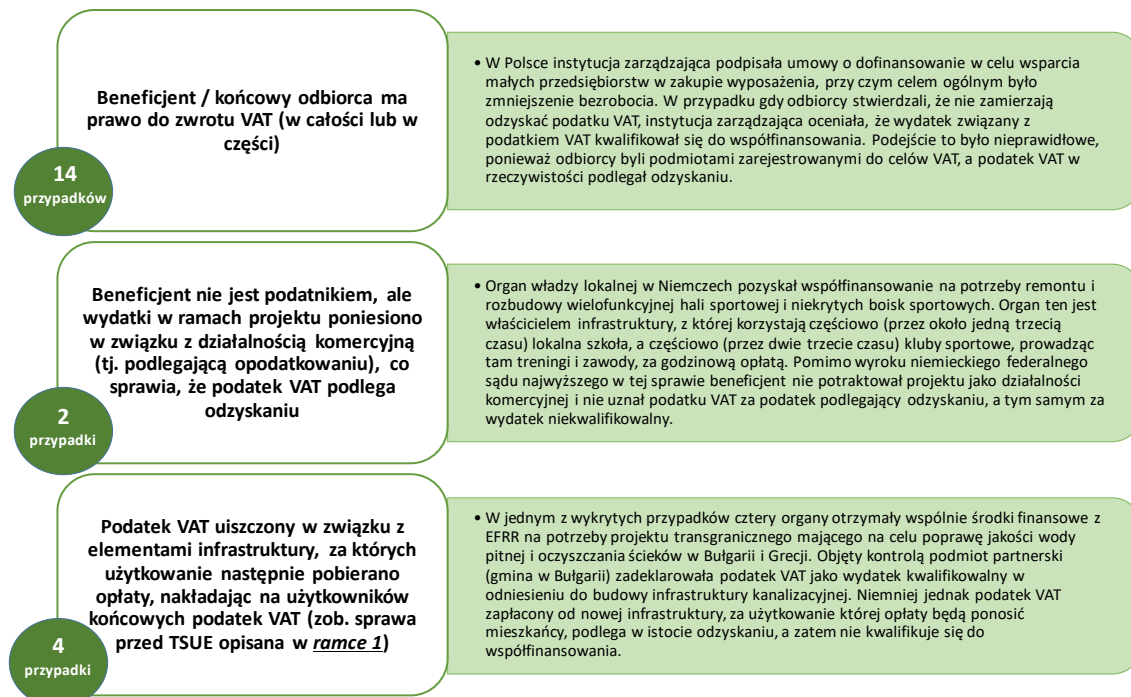 Beneficjent / końcowy odbiorca ma
prawo do zwrotu VAT (w całości lub w
części)
14
przypadków
• W Polsce instytucja zarządzająca podpisała umowy o dofinansowanie w celu wsparcia
małych przedsiębiorstw w zakupie wyposażenia, przy czym celem ogólnym było
zmniejszenie bezrobocia. W przypadku gdy odbiorcy stwierdzali, że nie zamierzają
odzyskać podatku VAT, instytucja zarządzająca oceniała, że wydatek związany z
podatkiem VAT kwalifikował się do współfinansowania. Podejście to było nieprawidłowe,
ponieważ odbiorcy byli podmiotami zarejestrowanymi do celów VAT, a podatek VAT w
rzeczywistości podlegał odzyskaniu.
Beneficjent nie jest podatnikiem, ale
wydatki w ramach projektu poniesiono
w związku z działalnością komercyjną
(tj. podlegającą opodatkowaniu), co
sprawia, że podatek VAT podlega
odzyskaniu
2
przypadki
• Organ władzy lokalnej w Niemczech pozyskał współfinansowanie na potrzeby remontu i
rozbudowy wielofunkcyjnej hali sportowej i niekrytych boisk sportowych. Organ ten jest
właścicielem infrastruktury, z której korzystają częściowo (przez około jedną trzecią
czasu) lokalna szkoła, a częściowo (przez dwie trzecie czasu) kluby sportowe, prowadząc
tam treningi i zawody, za godzinową opłatą. Pomimo wyroku niemieckiego federalnego
sądu najwyższego w tej sprawie beneficjent nie potraktował projektu jako działalności
komercyjnej i nie uznał podatku VAT za podatek podlegający odzyskaniu, a tym samym za
wydatek niekwalifikowalny.
Podatek VAT uiszczony w związku z
elementami infrastruktury, za których
użytkowanie następnie pobierano
opłaty, nakładając na użytkowników
końcowych podatek VAT (zob. sprawa
przed TSUE opisana w ramce 1)
4
przypadki
• W jednym z wykrytych przypadków cztery organy otrzymały wspólnie środki finansowe z
EFRR na potrzeby projektu transgranicznego mającego na celu poprawę jakości wody
pitnej i oczyszczania ścieków w Bułgarii i Grecji. Objęty kontrolą podmiot partnerski
(gmina w Bułgarii) zadeklarowała podatek VAT jako wydatek kwalifikowalny w
odniesieniu do budowy infrastruktury kanalizacyjnej. Niemniej jednak podatek VAT
zapłacony od nowej infrastruktury, za użytkowanie której opłaty będą ponosić
mieszkańcy, podlega w istocie odzyskaniu, a zatem nie kwalifikuje się do
współfinansowania.